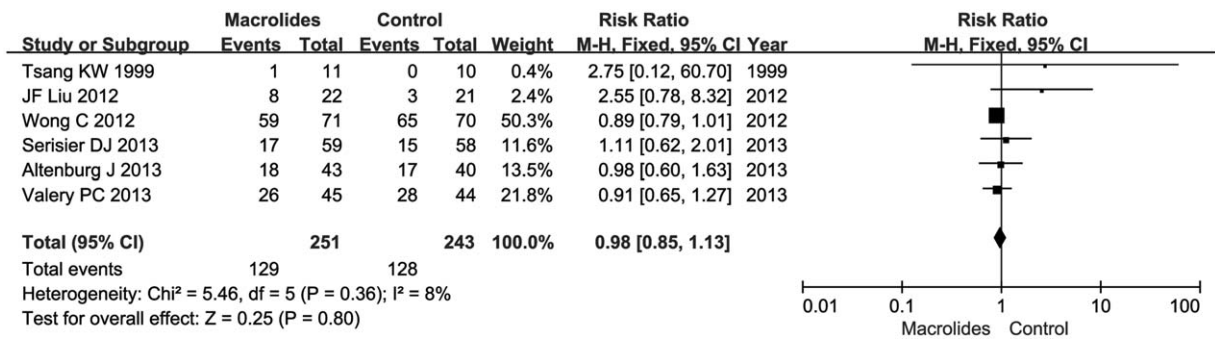 Macrolides Control Risk Ratio Risk Ratio
Study or Subgroup Events Total Events Total Weight M-H, Fixed, 95% CI Year M-H, Fixed, 95% CI
Tsang KW 1999 1 11 0 10 0.4% 2.75 [0.12, 60.70] 1999
JF Liu 2012 8 22 3 21 2.4% 2.55 [0.78, 8.32] 2012
Wong C 2012 59 71 65 70 50.3% 0.89 [0.79, 1.01] 2012
Serisier DJ 2013 17 59 15 58 11.6% 1.11 [0.62, 2.01] 2013
Altenburg J 2013 18 43 17 40 13.5% 0.98 [0.60, 1.63] 2013
Valery PC 2013 26 45 28 44 21.8% 0.91 [0.65, 1.27] 2013
Total (95% CI) 251 243 100.0% 0.98 [0.85, 1.13]
Total events 129 128
Heterogeneity: Chi² = 5.46, df = 5 (P = 0.36); I² = 8%
Test for overall effect: Z = 0.25 (P = 0.80)
0.01 0.1 1 10 100
Macrolides Control